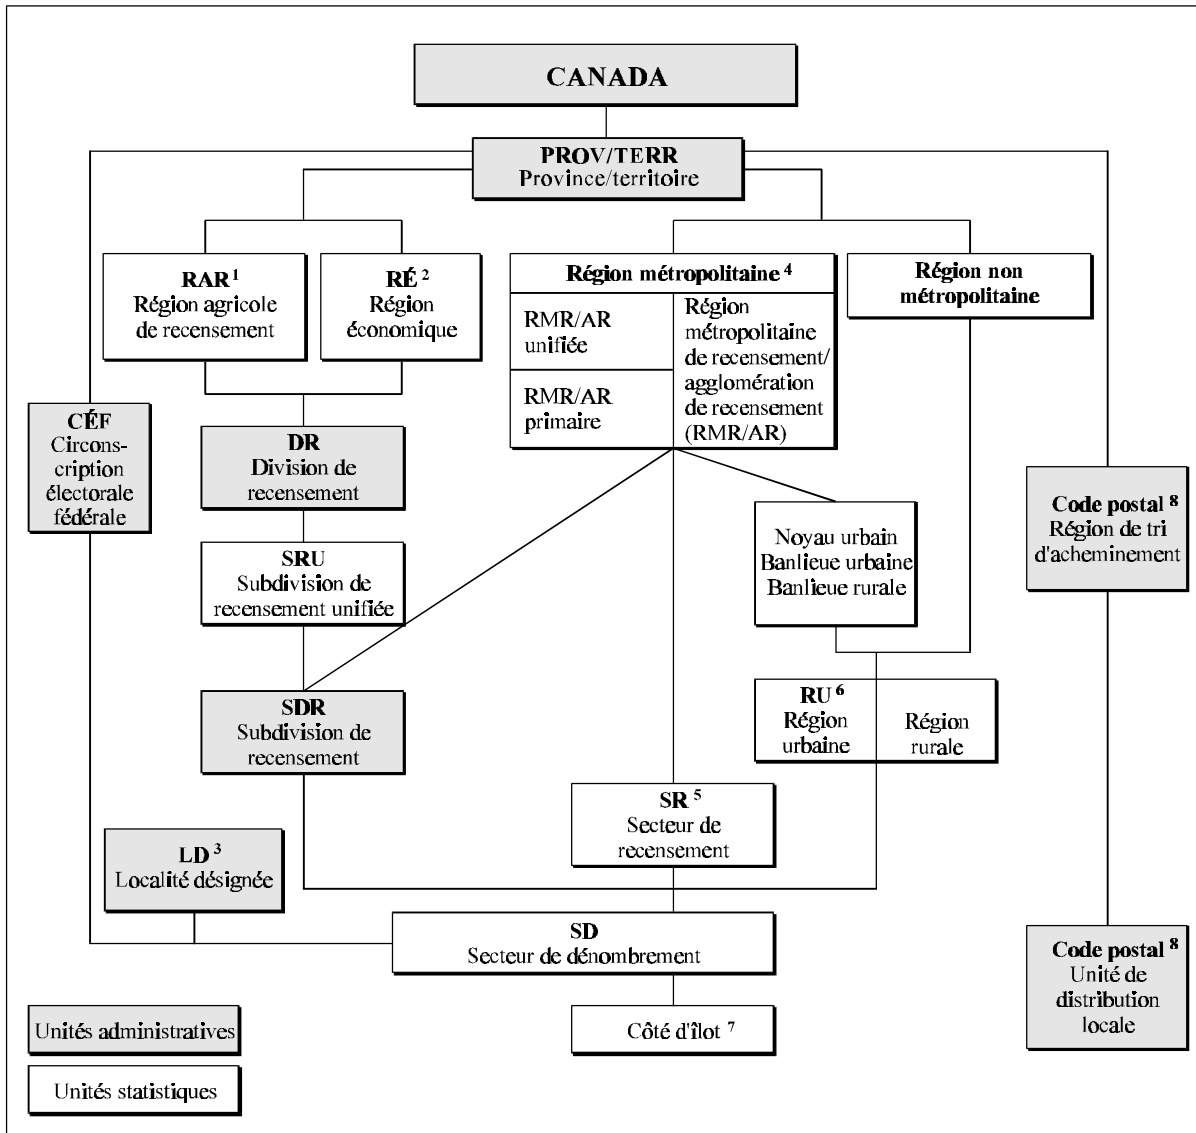 CANADA
PROV/TERR
Province/territoire
RAR 1
Région agricole
de recensement
RÉ 2
Région
économique
Région métropolitaine 4
RMR/AR
unifiée
RMR/AR
primaire
Région
métropolitaine
de recensement/
agglomération
de recensement
(RMR/AR)
Région non
métropolitaine
CÉF
Circons-
cription
électorale
fédérale
DR
Division de
recensement
Code postal 8
Région de tri
d'acheminement
SRU
Subdivision de
recensement unifiée
Noyau urbain
Banlieue urbaine
Banlieue rurale
SDR
Subdivision de
recensement
RU 6
Région
urbaine
Région
rurale
SR 5
Secteur de
recensement
LD 3
Localité désignée
SD
Secteur de dénombrement
Code postal 8
Unité de
distribution
locale
Côté d'îlot 7
Unités administratives
Unités statistiques